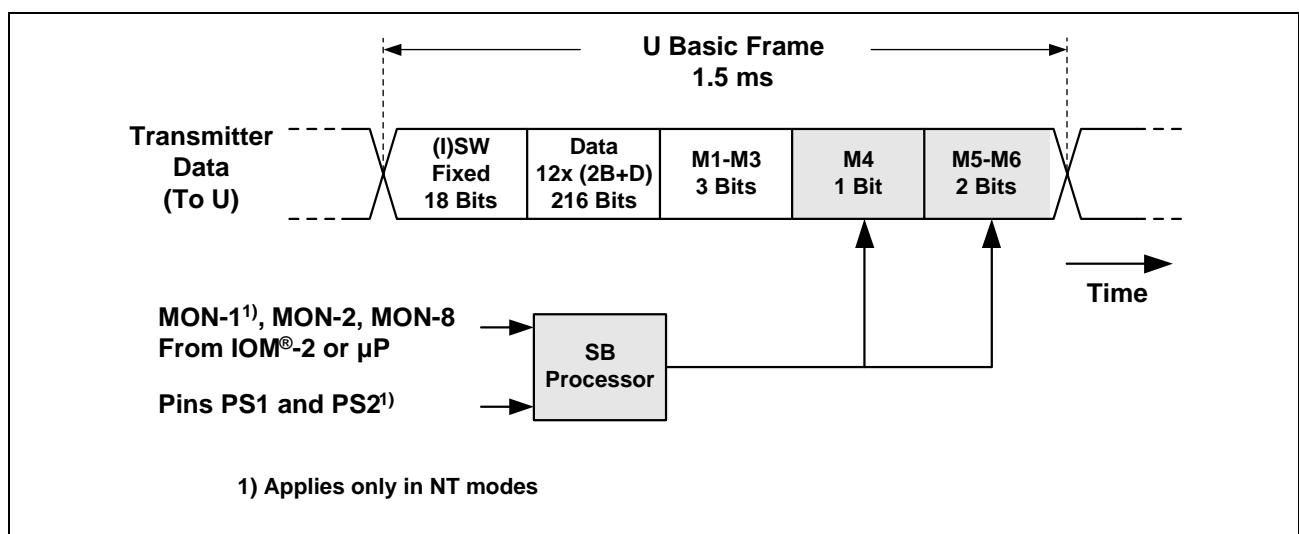 U Basic Frame
1.5 ms
Transmitter
Data
(To U)
(I)SW
Fixed
18 Bits
Data
12x (2B+D)
216 Bits
M1-M3
3 Bits
M4
1 Bit
M5-M6
2 Bits
Time
MON-1¹⁾, MON-2, MON-8
From IOM®-2 or µP
SB
Processor
Pins PS1 and PS2¹⁾
1) Applies only in NT modes